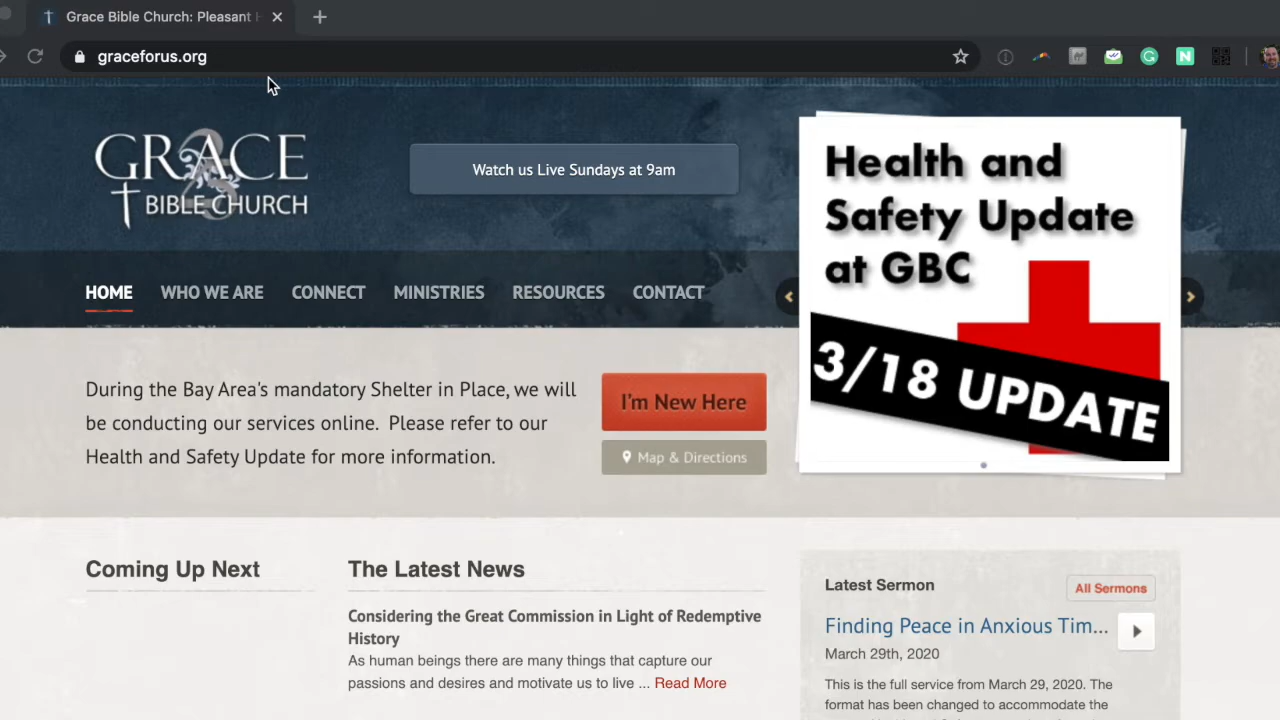 Grace Bible Church: Pleasant
graceforus.org
GRACE
BIBLE CHURCH
Watch us Live Sundays at 9am
HOME WHO WE ARE CONNECT MINISTRIES RESOURCES CONTACT
Health and
Safety Update
at GBC
3/18 UPDATE
During the Bay Area's mandatory Shelter in Place, we will
be conducting our services online. Please refer to our
Health and Safety Update for more information.
I'm New Here
Map & Directions
Coming Up Next
The Latest News
Considering the Great Commission in Light of Redemptive
History
As human beings there are many things that capture our
passions and desires and motivate us to live ... Read More
Latest Sermon
All Sermons
Finding Peace in Anxious Tim...
March 29th, 2020
This is the full service from March 29, 2020. The
format has been changed to accommodate the